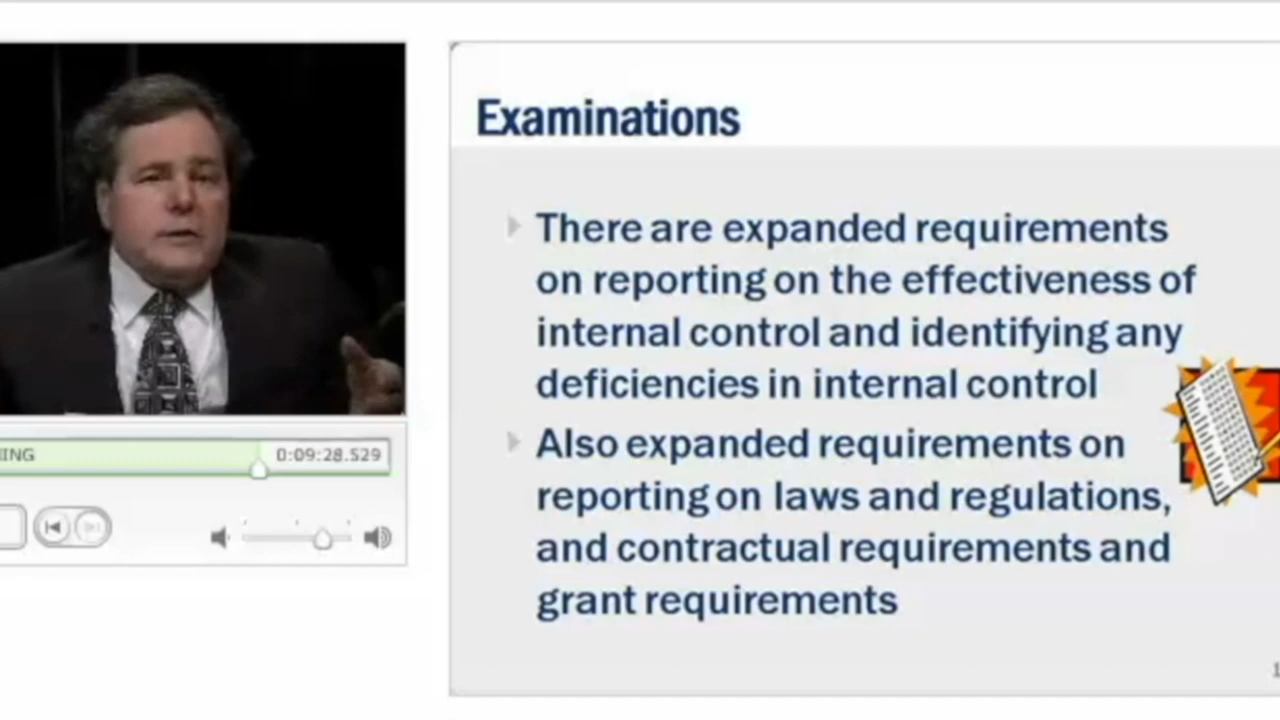 Examinations
There are expanded requirements
on reporting on the effectiveness of
internal control and identifying any
deficiencies in internal control
Also expanded requirements on
reporting on laws and regulations,
and contractual requirements and
grant requirements
ING 0:09:28.529
1